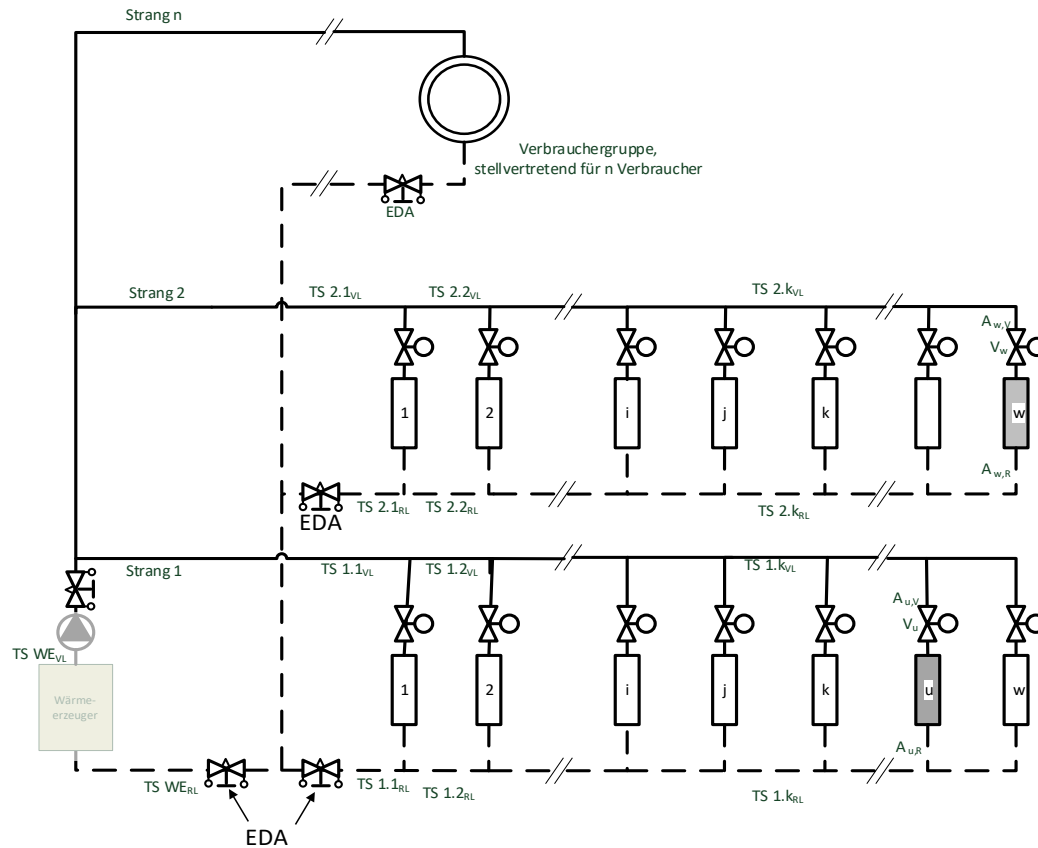 Strang n
Verbrauchergruppe,
stellvertretend für n Verbraucher
EDA
Strang 2
TS 2.1VL
TS 2.2VL
TS 2.kVL
Aw,V
Vw
1
2
i
j
k
w
Aw,R
EDA
TS 2.1RL
TS 2.2RL
TS 2.kRL
Strang 1
TS 1.1VL
TS 1.2VL
TS 1.kVL
Au,V
Vu
TS WEVL
Wärme-
erzeuger
1
2
i
j
k
u
w
Au,R
TS WERL
TS 1.1RL
TS 1.2RL
TS 1.kRL
EDA